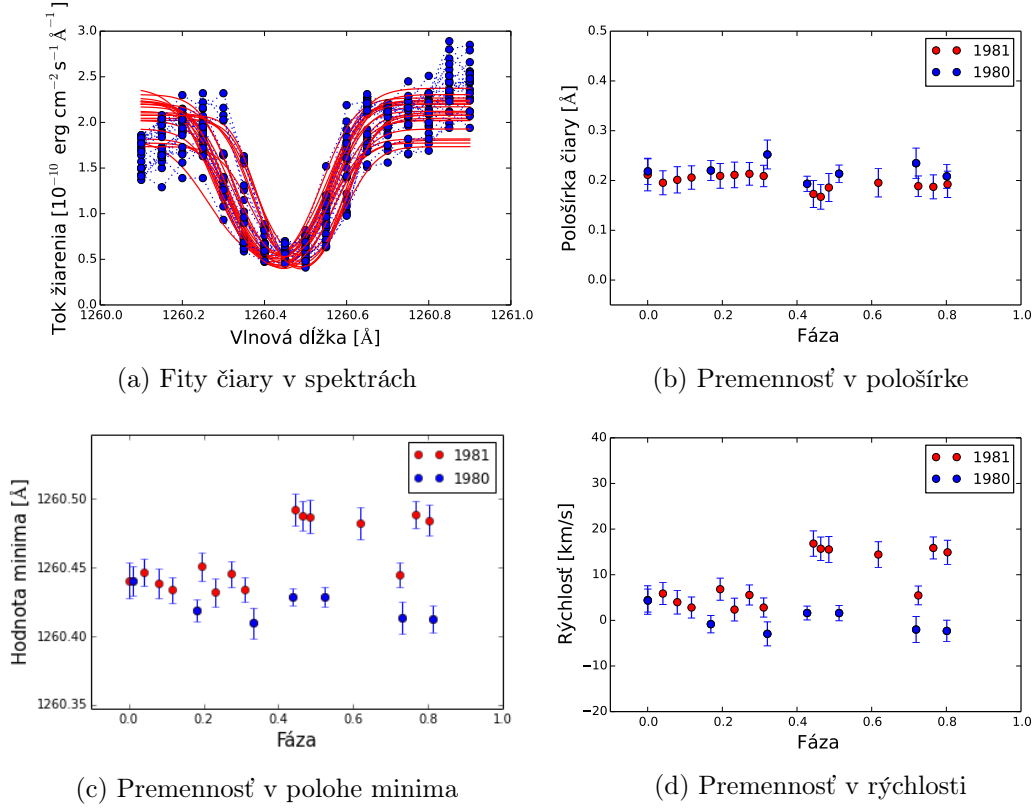 3.0
2.5
2.0
1.5
1.0
0.5
0.0
Tok žiarenia [10⁻¹⁰ erg cm⁻² s⁻¹ Å⁻¹]
1260.0 1260.2 1260.4 1260.6 1260.8 1261.0
Vlnová dĺžka [Å]
(a) Fity čiary v spektrách
0.5
0.4
0.3
0.2
0.1
0.0
Pološírka čiary [Å]
1981
1980
0.0 0.2 0.4 0.6 0.8 1.0
Fáza
(b) Premennosť v pološírke
1260.50
1260.45
1260.40
1260.35
Hodnota minima [Å]
1981
1980
0.0 0.2 0.4 0.6 0.8 1.0
Fáza
(c) Premennosť v polohe minima
40
30
20
10
0
−10
−20
Rýchlosť [km/s]
1981
1980
0.0 0.2 0.4 0.6 0.8 1.0
Fáza
(d) Premennosť v rýchlosti